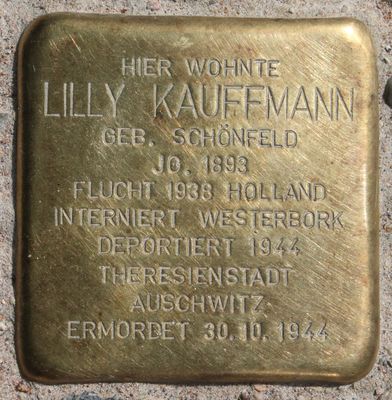 HIER WOHNTE
LILLY KAUFFMANN
GEB. SCHÖNFELD
JG. 1893
FLUCHT 1938 HOLLAND
INTERNIERT WESTERBORK
DEPORTIERT 1944
THERESIENSTADT
AUSCHWITZ
ERMORDET 30.10.1944